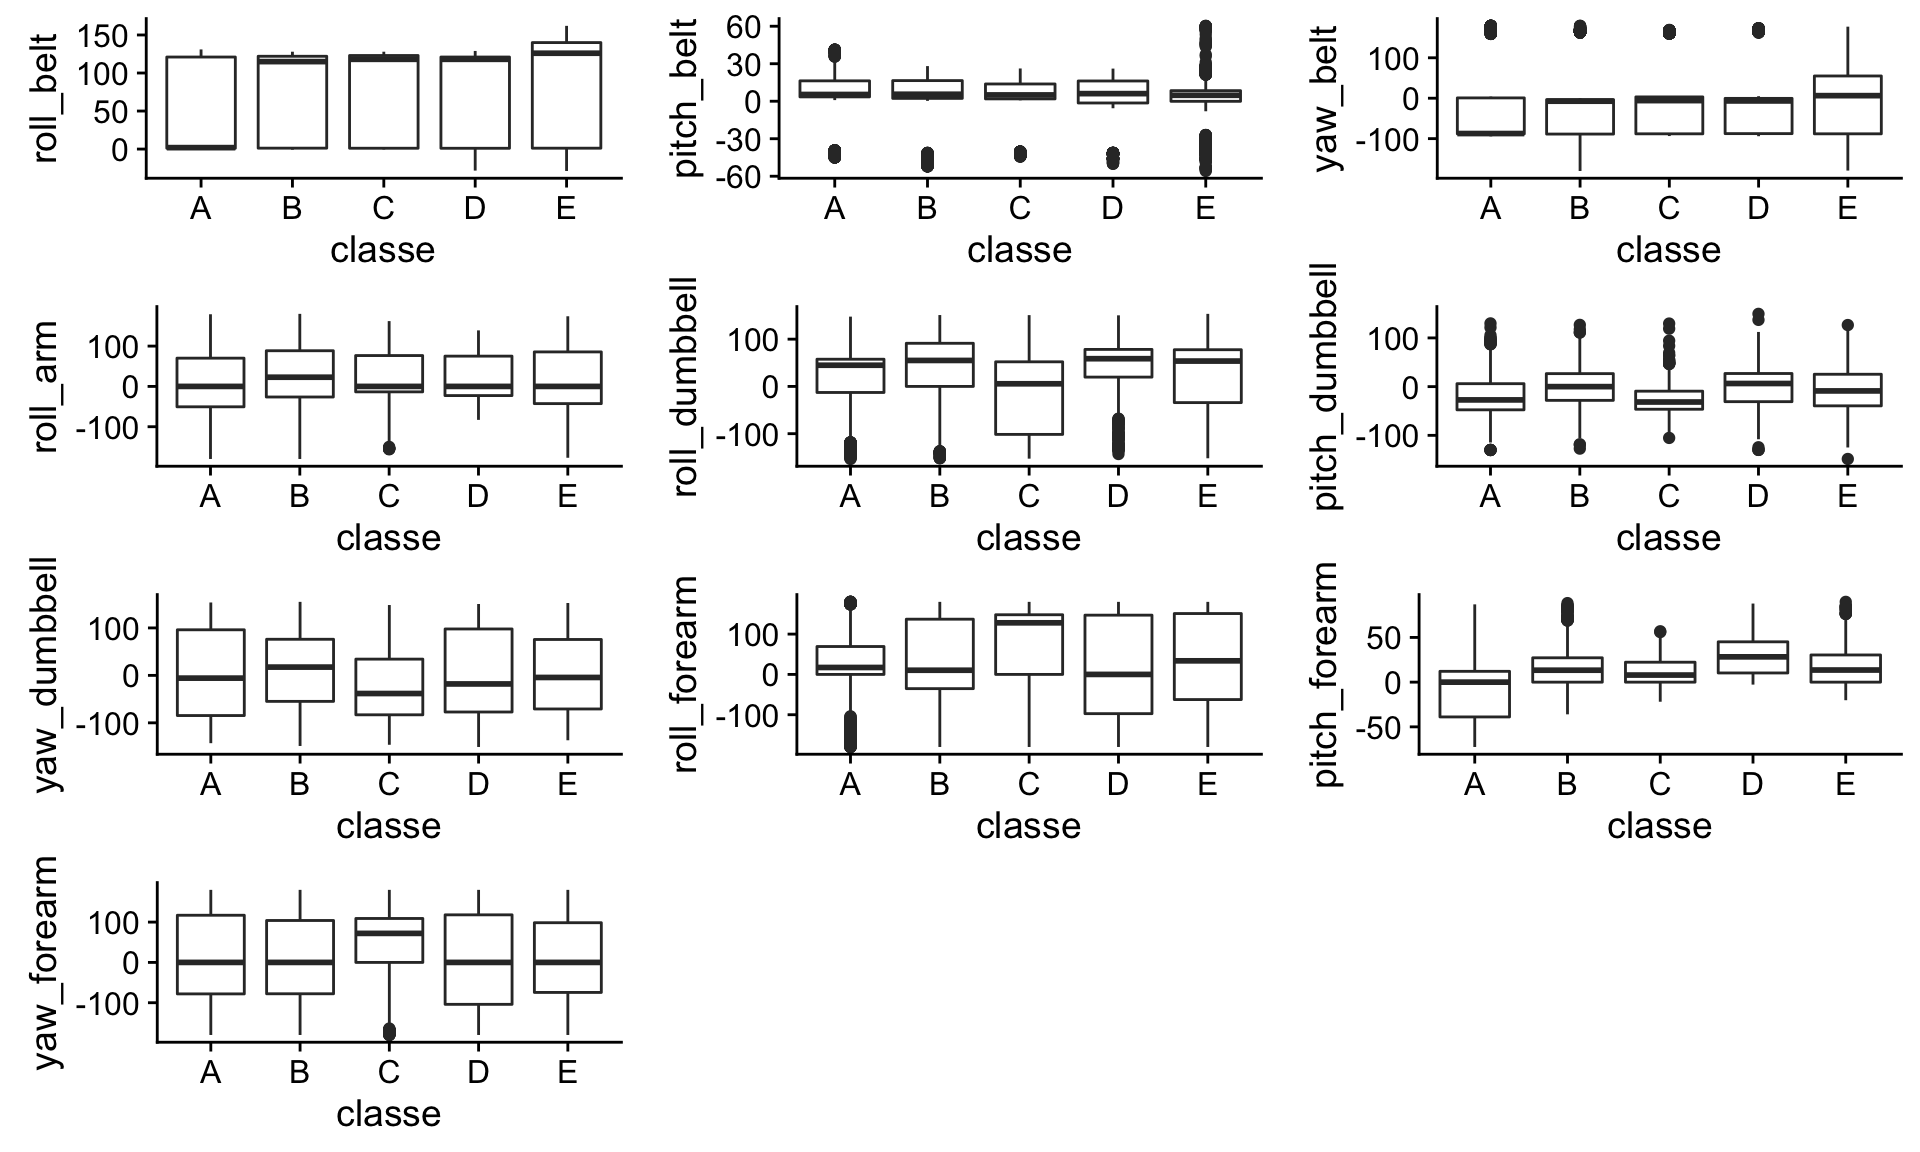 roll_belt
150
100
50
0
A B C D E
classe
pitch_belt
60
30
0
-30
-60
A B C D E
classe
yaw_belt
100
0
-100
A B C D E
classe
roll_arm
100
0
-100
A B C D E
classe
roll_dumbbell
100
0
-100
A B C D E
classe
pitch_dumbbell
100
0
-100
A B C D E
classe
yaw_dumbbell
100
0
-100
A B C D E
classe
roll_forearm
100
0
-100
A B C D E
classe
pitch_forearm
50
0
-50
A B C D E
classe
yaw_forearm
100
0
-100
A B C D E
classe